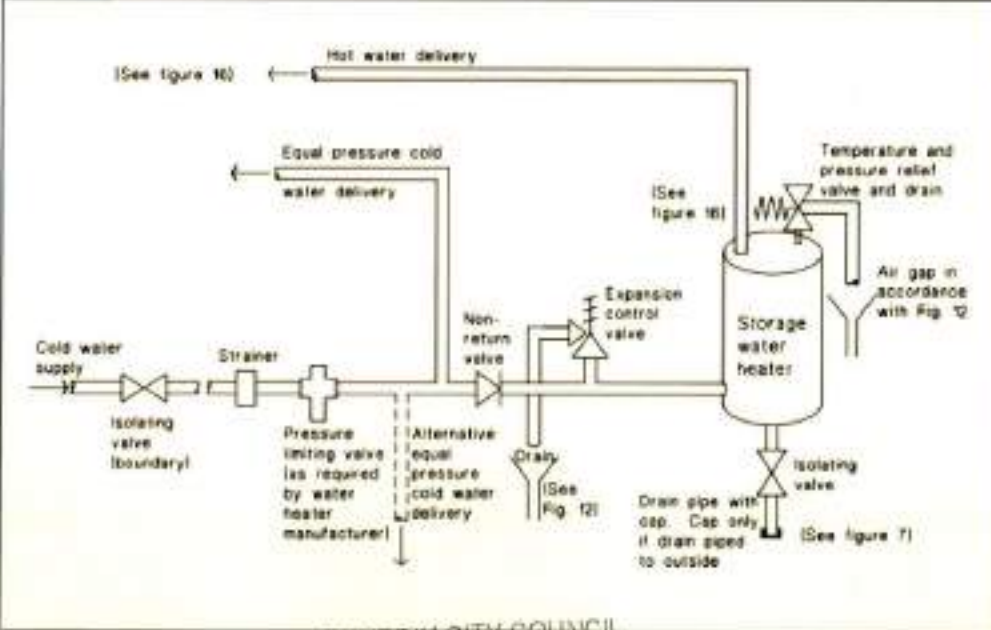 Hot water delivery
(See figure 16)
Equal pressure cold
water delivery
Temperature and
pressure relief
valve and drain
(See
figure 16)
Air gap in
accordance
with Fig. 12
Expansion
control
valve
Non-
return
valve
Storage
water
heater
Cold water
supply
Strainer
Isolating
valve
(boundary)
Pressure
limiting valve
(as required
by water
heater
manufacturer)
Alternative
equal
pressure
cold water
delivery
Drain
(See
Fig. 12)
Isolating
valve
Drain pipe with
cap. Cap only
if drain piped
to outside
(See figure 7)
CITY COUNCIL